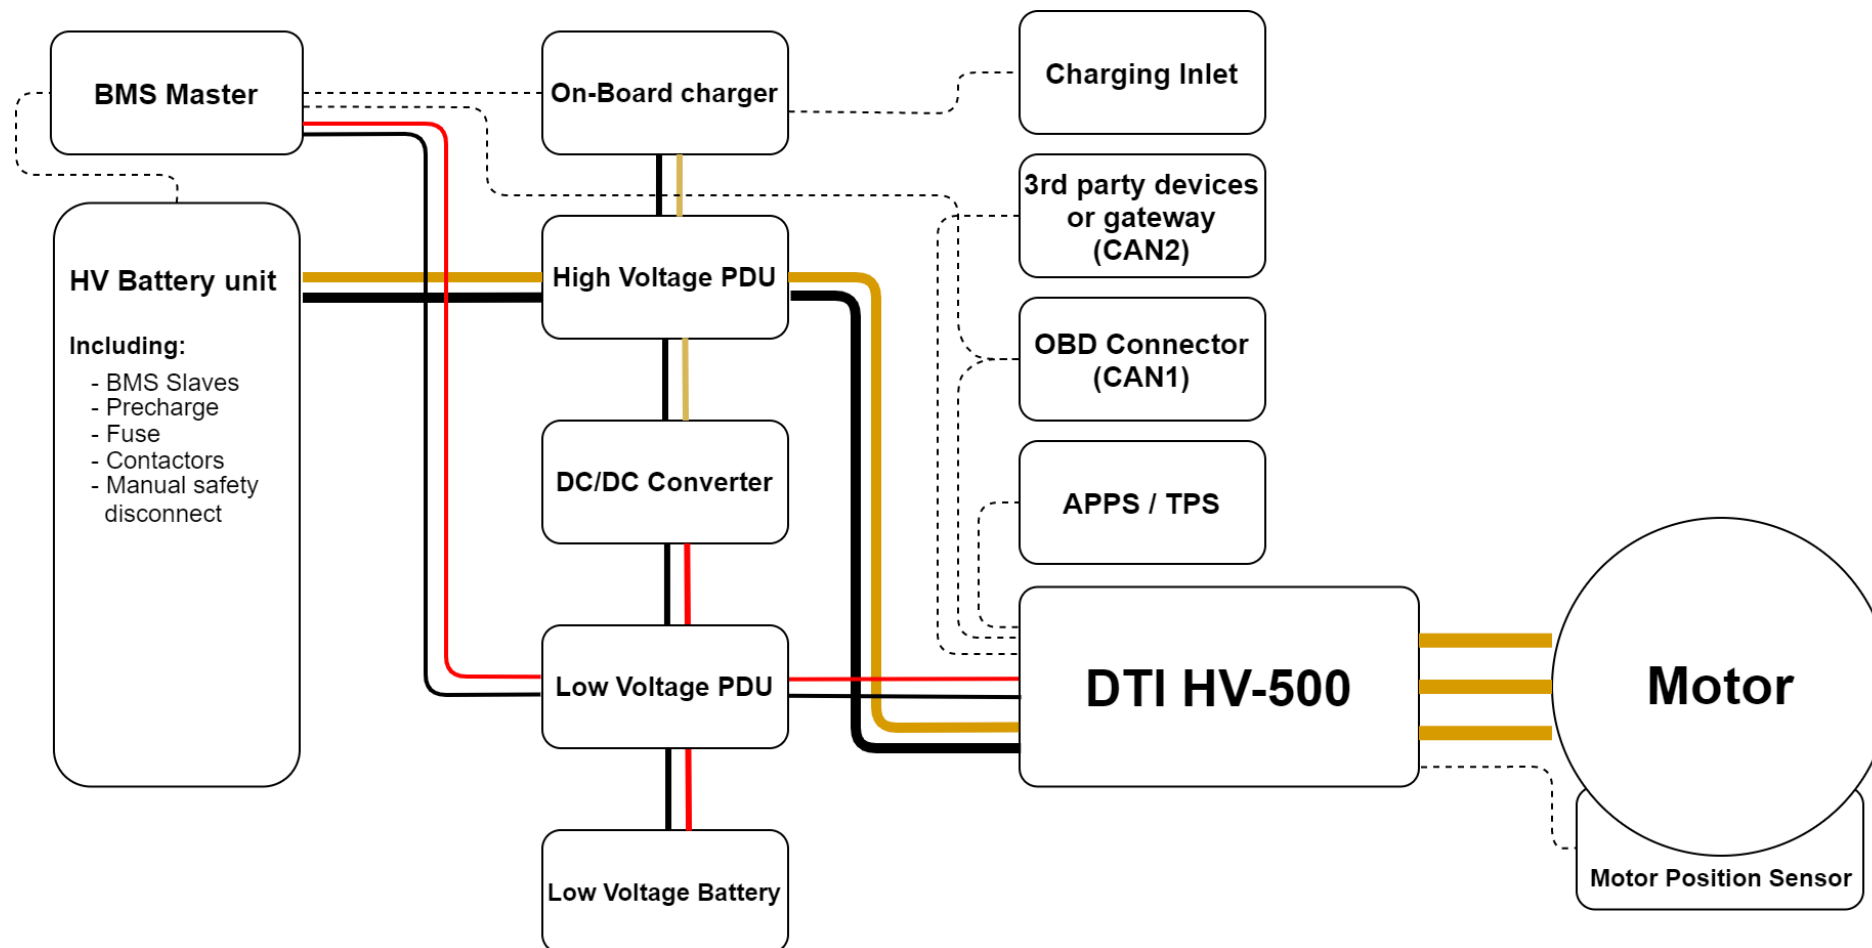 BMS Master
On-Board charger
Charging Inlet
3rd party devices
or gateway
(CAN2)
HV Battery unit
Including:
- BMS Slaves
- Precharge
- Fuse
- Contactors
- Manual safety
disconnect
High Voltage PDU
OBD Connector
(CAN1)
DC/DC Converter
APPS / TPS
Low Voltage PDU
DTI HV-500
Motor
Low Voltage Battery
Motor Position Sensor